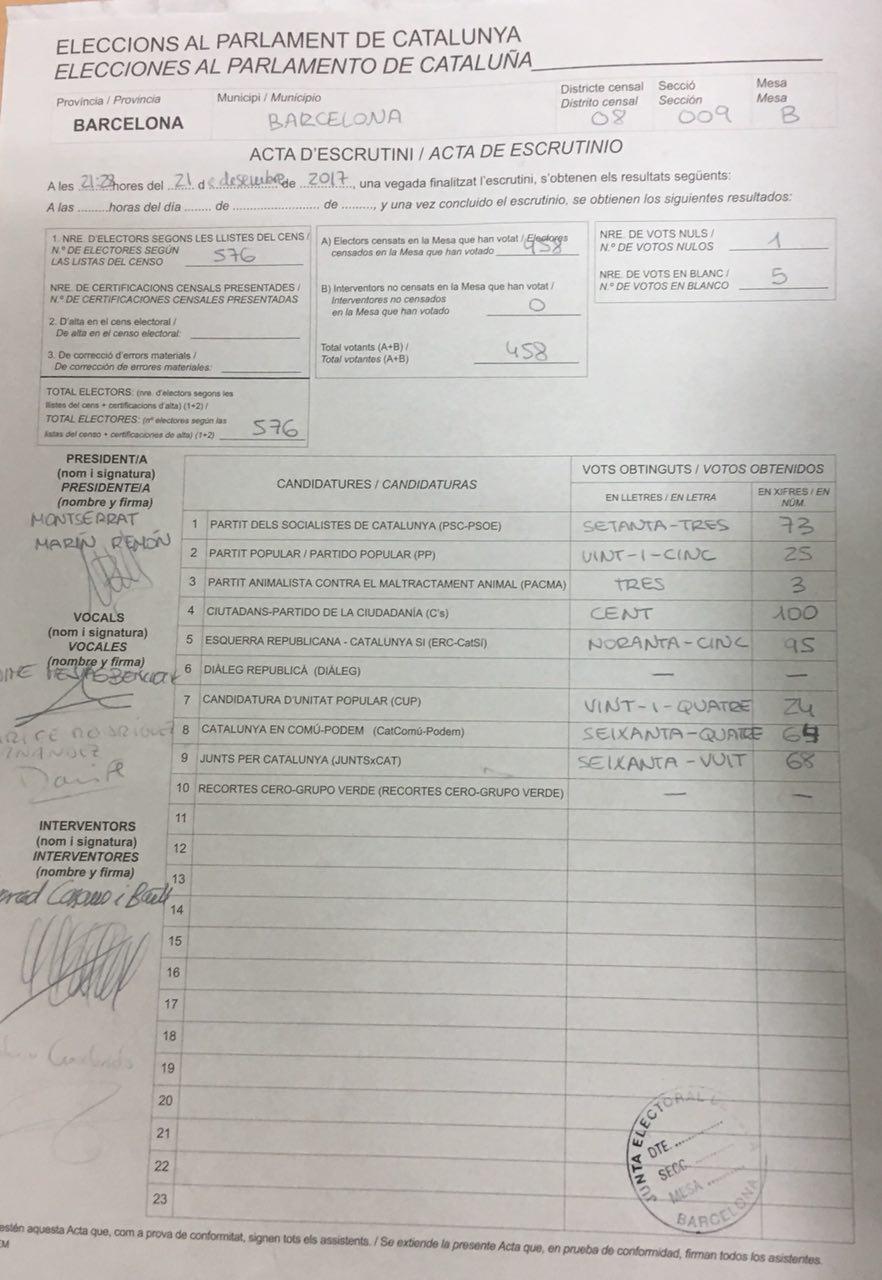 ELECCIONS AL PARLAMENT DE CATALUNYA
ELECCIONES AL PARLAMENTO DE CATALUÑA
Província / Provincia
BARCELONA
Municipi / Municipio
BARCELONA
Districte censal
Distrito censal
08
Secció
Sección
009
Mesa
Mesa
B
ACTA D'ESCRUTINI / ACTA DE ESCRUTINIO
A les 21:28 hores del 21 de desembre de 2017, una vegada finalitzat l'escrutini, s'obtenen els resultats següents:
A las .........horas del día ....... de ........................... de ........, y una vez concluido el escrutinio, se obtienen los siguientes resultados:
1. NRE. D'ELECTORS SEGONS LES LLISTES DEL CENS /
N.º DE ELECTORES SEGÚN
LAS LISTAS DEL CENSO 576
NRE. DE CERTIFICACIONS CENSALS PRESENTADES /
N.º DE CERTIFICACIONES CENSALES PRESENTADAS
2. D'alta en el cens electoral /
De alta en el censo electoral:
3. De correcció d'errors materials /
De corrección de errores materiales:
TOTAL ELECTORS: (nre. d'electors segons les
llistes del cens + certificacions d'alta) (1+2) /
TOTAL ELECTORES: (nº electores según las
listas del censo + certificaciones de alta) (1+2) 576
A) Electors censats en la Mesa que han votat / Electores
censados en la Mesa que han votado 458
B) Interventors no censats en la Mesa que han votat /
Interventores no censados
en la Mesa que han votado 0
Total votants (A+B) /
Total votantes (A+B) 458
NRE. DE VOTS NULS /
N.º DE VOTOS NULOS 1
NRE. DE VOTS EN BLANC /
N.º DE VOTOS EN BLANCO 5
PRESIDENT/A
(nom i signatura)
PRESIDENTE/A
(nombre y firma)
MONTSERRAT
MARÍN REMÓN
VOCALS
(nom i signatura)
VOCALES
(nombre y firma)
INTERVENTORS
(nom i signatura)
INTERVENTORES
(nombre y firma)
CANDIDATURES / CANDIDATURAS
VOTS OBTINGUTS / VOTOS OBTENIDOS
EN LLETRES / EN LETRA
EN XIFRES / EN
NÚM.
1 PARTIT DELS SOCIALISTES DE CATALUNYA (PSC-PSOE) SETANTA-TRES 73
2 PARTIT POPULAR / PARTIDO POPULAR (PP) VINT-I-CINC 25
3 PARTIT ANIMALISTA CONTRA EL MALTRACTAMENT ANIMAL (PACMA) TRES 3
4 CIUTADANS-PARTIDO DE LA CIUDADANÍA (C's) CENT 100
5 ESQUERRA REPUBLICANA - CATALUNYA SI (ERC-CatSí) NORANTA-CINC 95
6 DIÀLEG REPUBLICÀ (DIÀLEG) — —
7 CANDIDATURA D'UNITAT POPULAR (CUP) VINT-I-QUATRE 24
8 CATALUNYA EN COMÚ-PODEM (CatComú-Podem) SEIXANTA-QUATRE 64
9 JUNTS PER CATALUNYA (JUNTSxCAT) SEIXANTA-VUIT 68
10 RECORTES CERO-GRUPO VERDE (RECORTES CERO-GRUPO VERDE) — —
11
12
13
14
15
16
17
18
19
20
21
22
23
JUNTA ELECTORAL
DTE.
SECC.
MESA
BARCELONA
estén aquesta Acta que, com a prova de conformitat, signen tots els assistents. / Se extiende la presente Acta que, en prueba de conformidad, firman todos los asistentes.